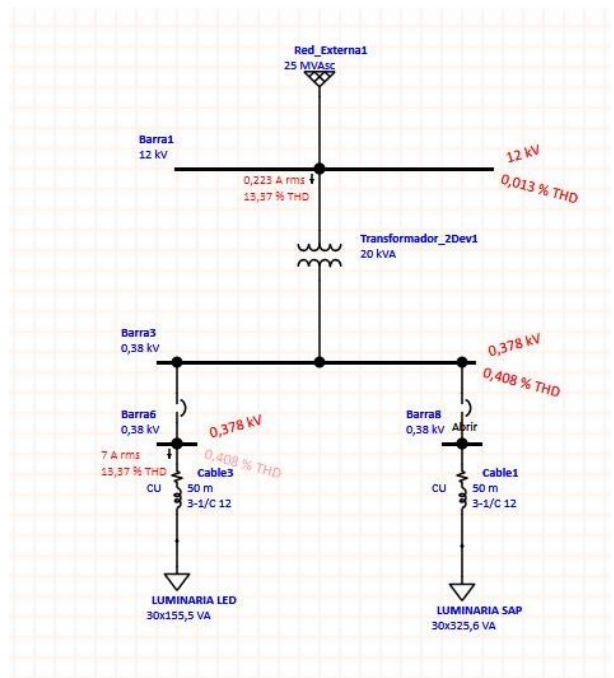 Red_Externa1
25 MVAsc
Barra1
12 kV
12 kV
0,013 % THD
0,223 A rms
13,37 % THD
Transformador_2Dev1
20 kVA
Barra3
0,38 kV
0,378 kV
0,408 % THD
Barra6
0,38 kV
0,378 kV
0,408 % THD
7 A rms
13,37 % THD
Cable3
CU
50 m
3-1/C 12
LUMINARIA LED
30x155,5 VA
Barra8
0,38 kV
Abrir
Cable1
CU
50 m
3-1/C 12
LUMINARIA SAP
30x325,6 VA